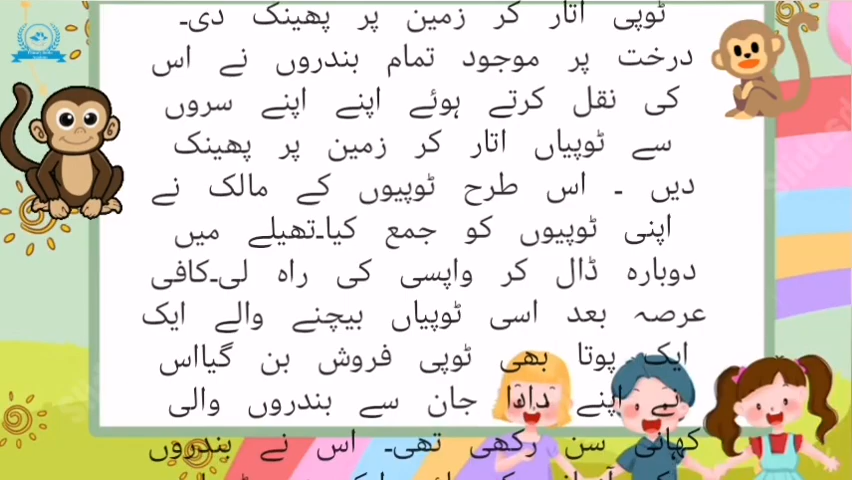 ٹوپی اتار کر زمین پر پھینک دی۔
درخت پر موجود تمام بندروں نے اس
کی نقل کرتے ہوئے اپنے اپنے سروں
سے ٹوپیاں اتار کر زمین پر پھینک
دیں ۔ اس طرح ٹوپیوں کے مالک نے
اپنی ٹوپیوں کو جمع کیا۔تھیلے میں
دوبارہ ڈال کر واپسی کی راہ لی۔کافی
عرصہ بعد اسی ٹوپیاں بیچنے والے ایک
ایک پوتا بھی ٹوپی فروش بن گیااس
نے اپنے دادا جان سے بندروں والی
کہانی سن رکھی تھی۔ اس نے بندروں